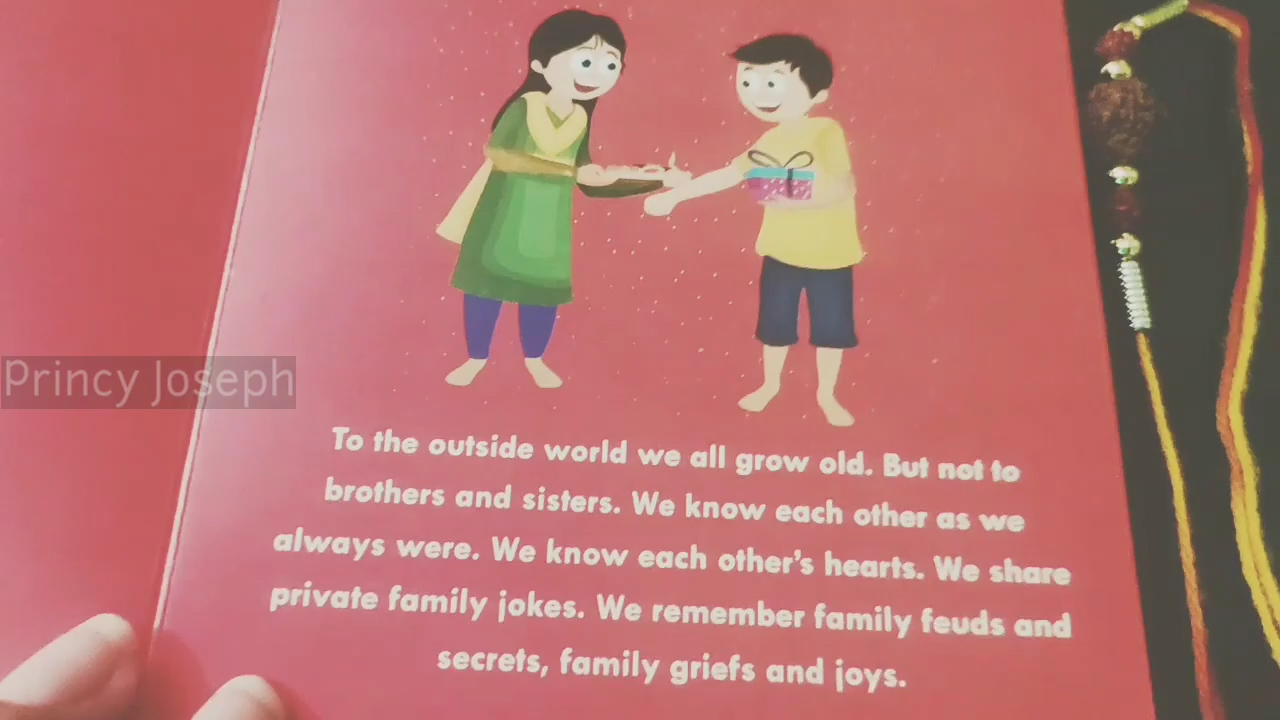 Princy Joseph
To the outside world we all grow old. But not to
brothers and sisters. We know each other as we
always were. We know each other's hearts. We share
private family jokes. We remember family feuds and
secrets, family griefs and joys.